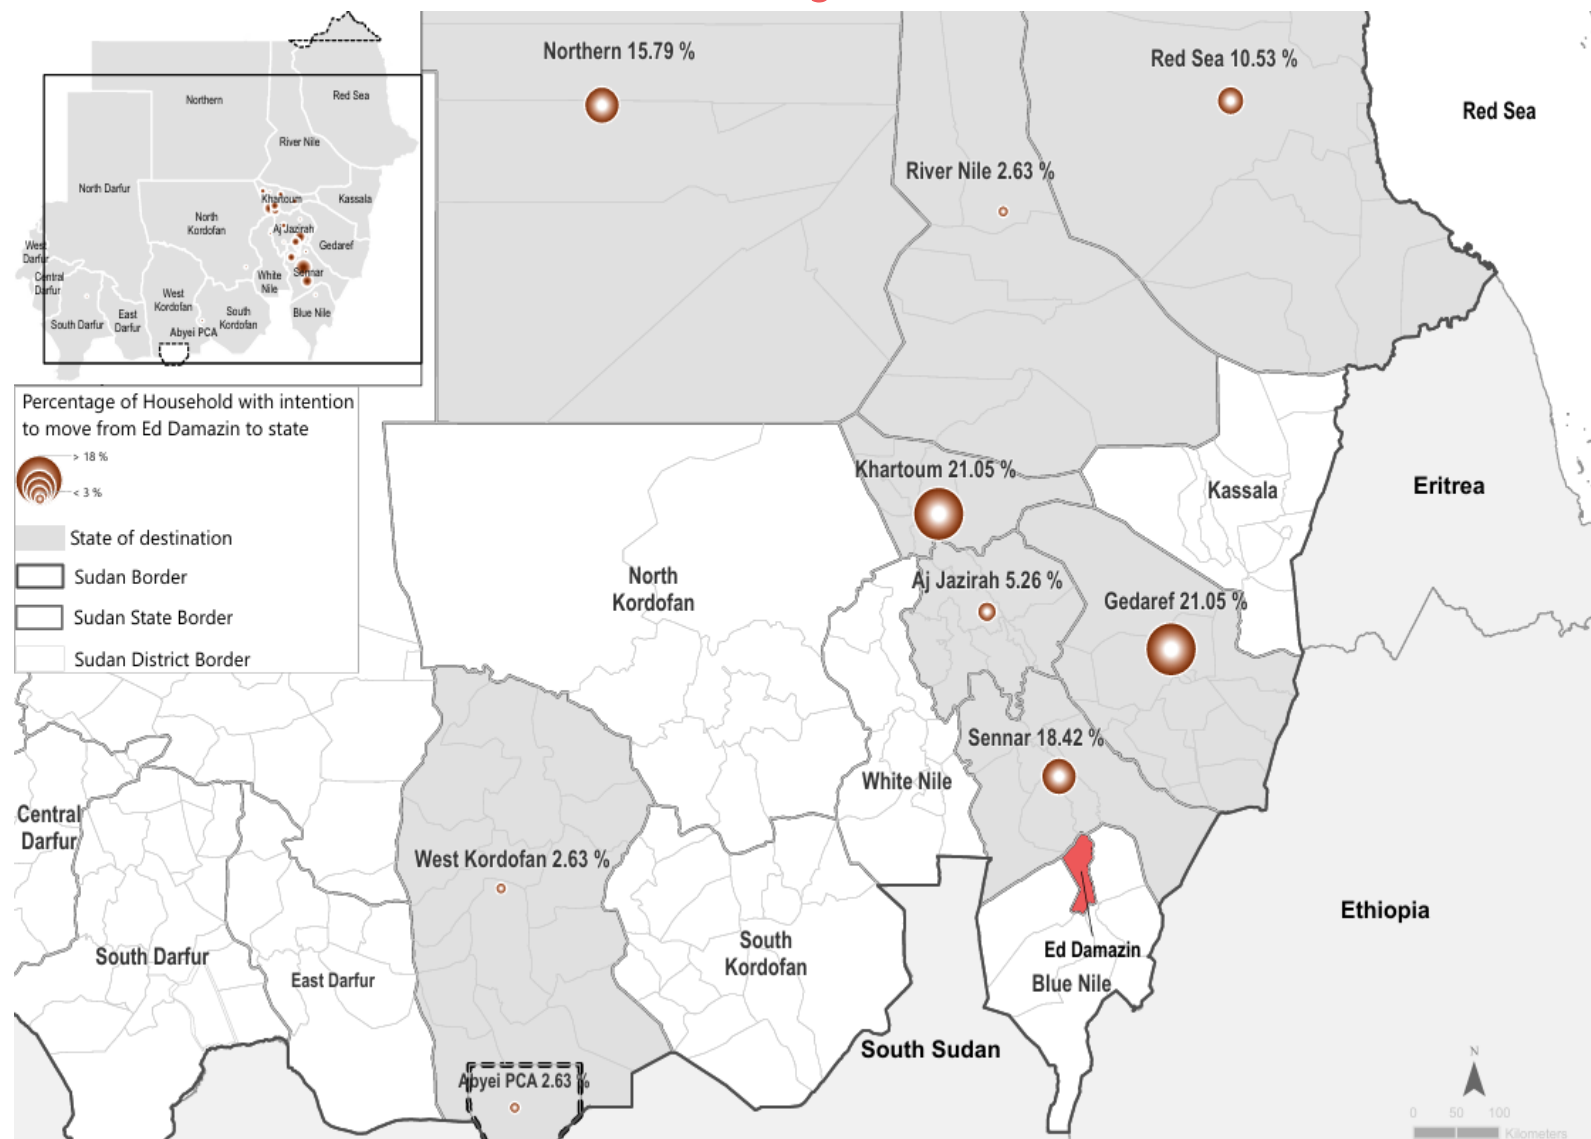 Northern
Red Sea
River Nile
North Darfur
Khartoum
Kassala
North
Kordofan
Aj Jazirah
West
Darfur
Gedaref
Central
Darfur
White
Nile
Sennar
West
Kordofan
South
Kordofan
East
Darfur
South Darfur
Blue Nile
Abyei PCA
Percentage of Household with intention
to move from Ed Damazin to state
> 18 %
< 3 %
State of destination
Sudan Border
Sudan State Border
Sudan District Border
Northern 15.79 %
Red Sea 10.53 %
Red Sea
River Nile 2.63 %
Khartoum 21.05 %
Kassala
Eritrea
North
Kordofan
Aj Jazirah 5.26 %
Gedaref 21.05 %
Sennar 18.42 %
White Nile
Central
Darfur
West Kordofan 2.63 %
Ethiopia
South Darfur
East Darfur
South
Kordofan
Ed Damazin
Blue Nile
South Sudan
Abyei PCA 2.63 %
N
0 50 100
Kilometers